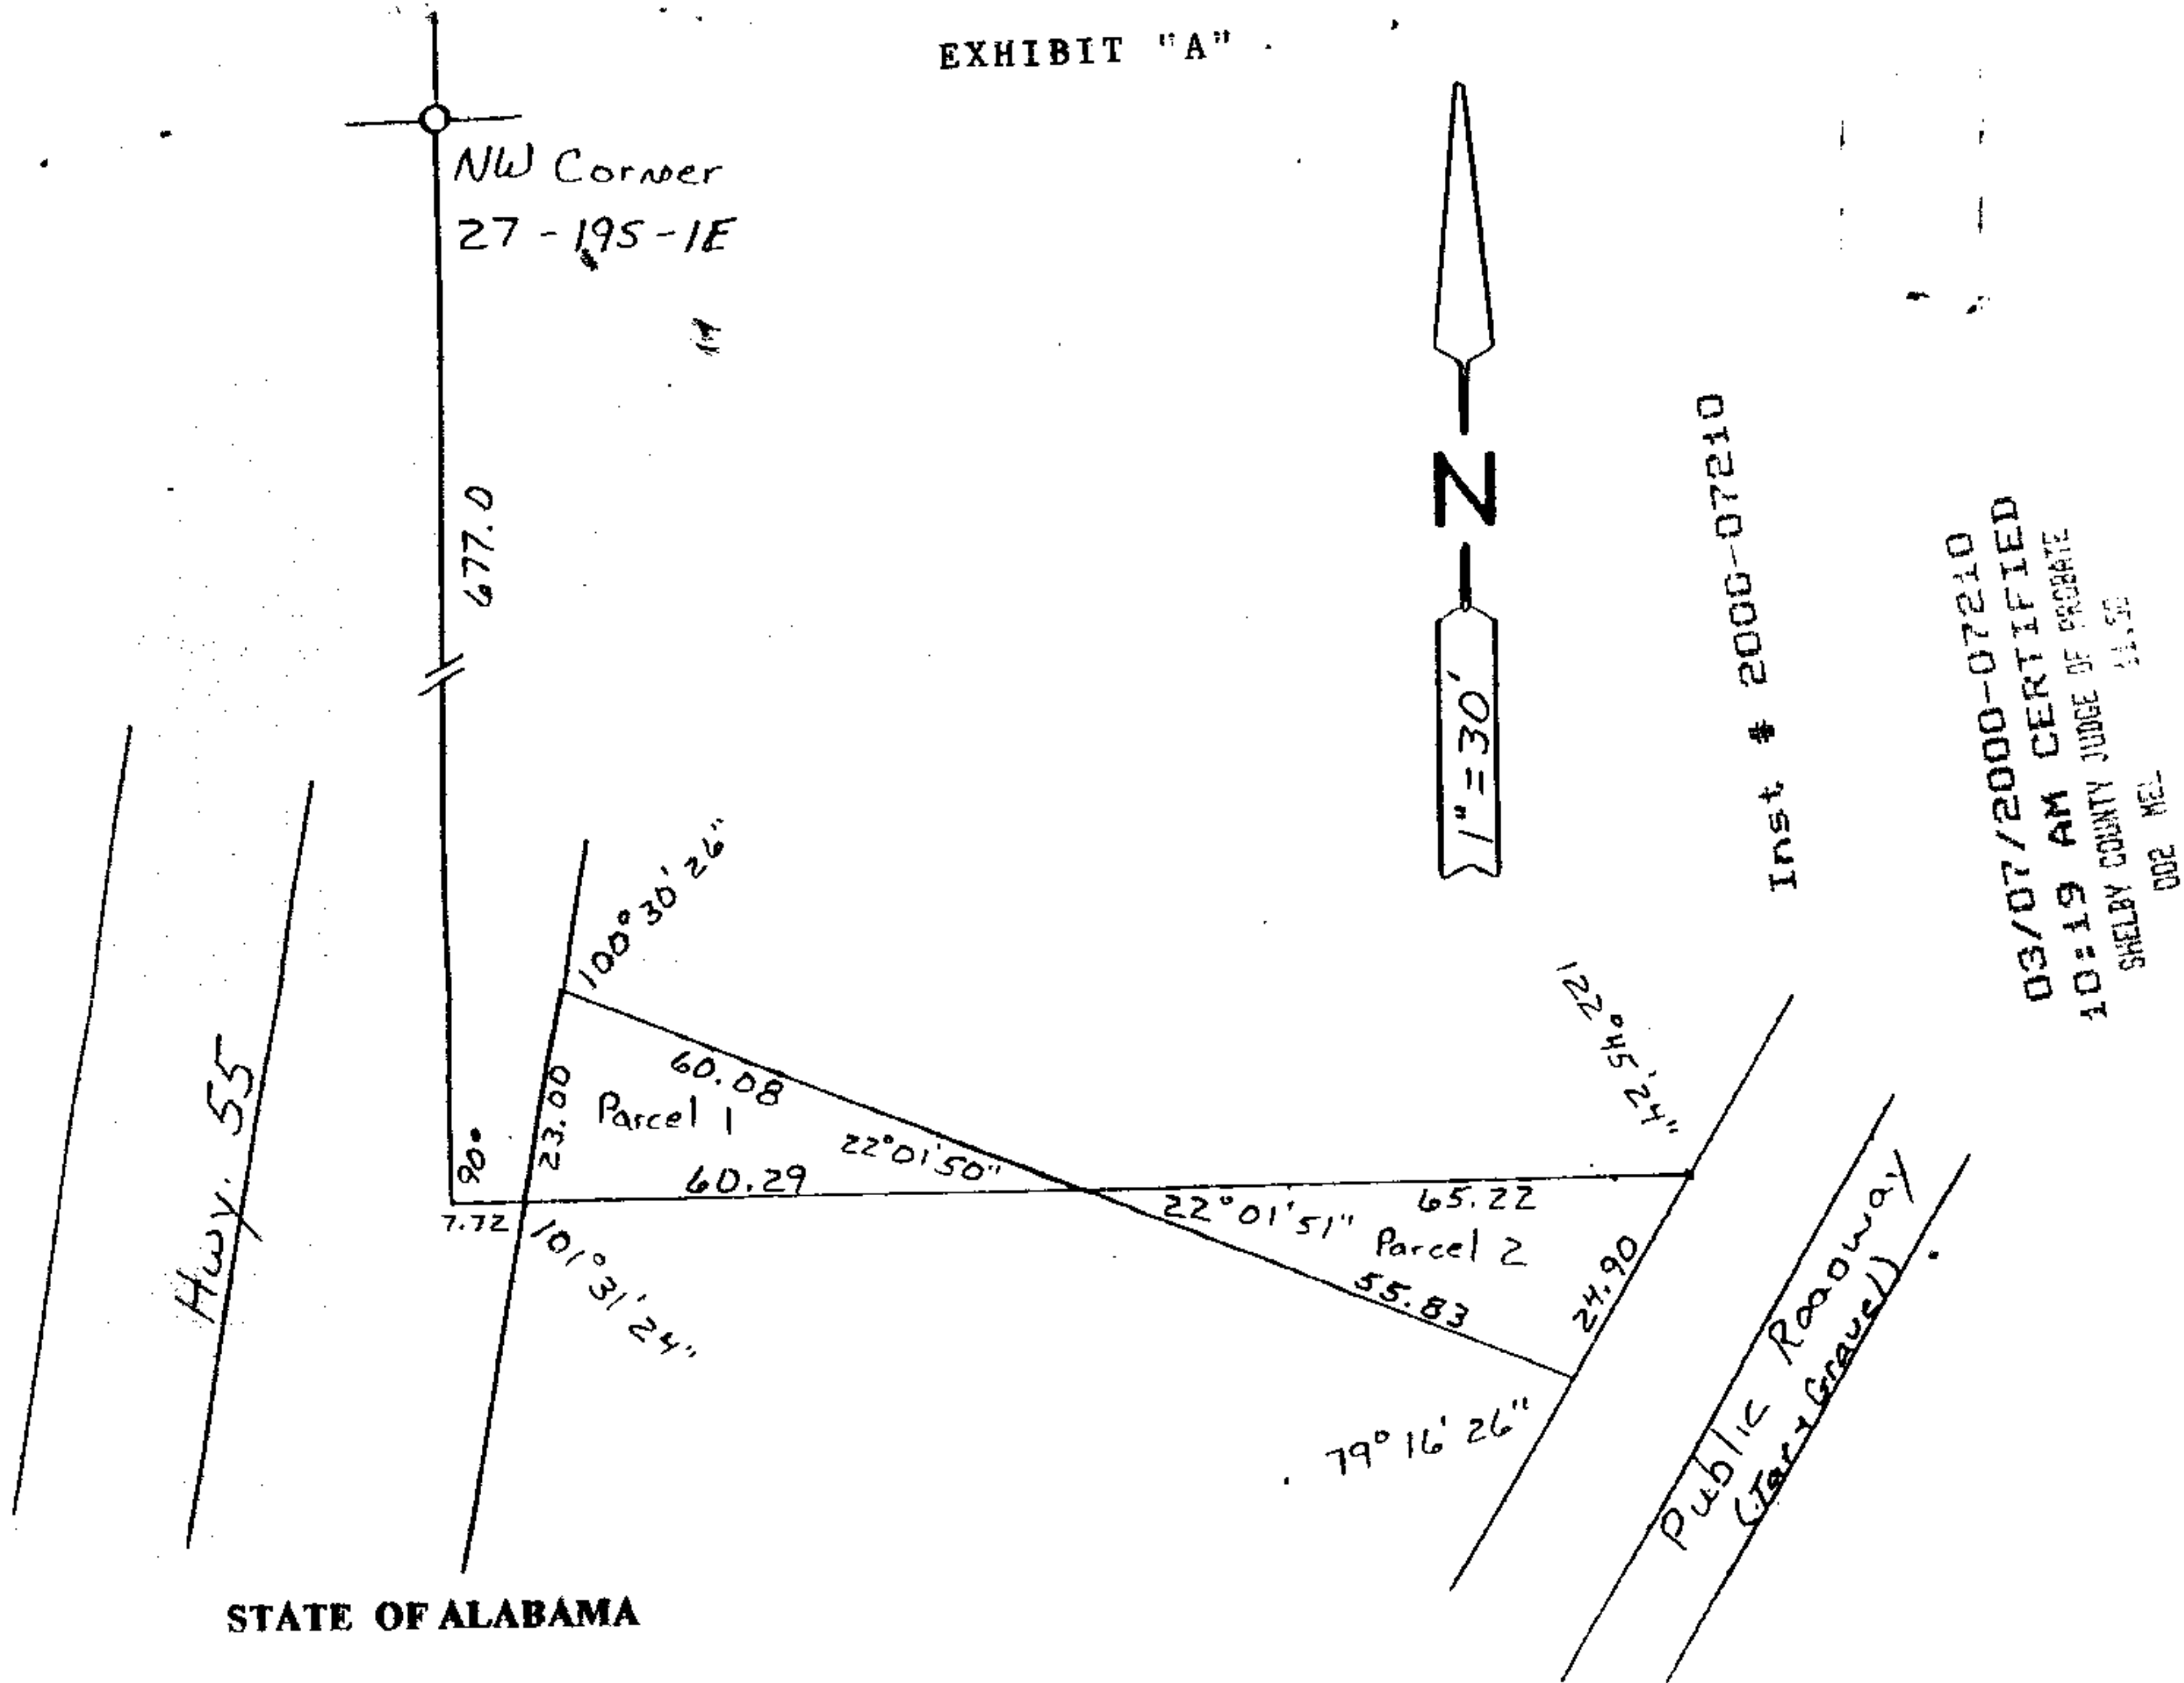 EXHIBIT "A"
NW Corner
27-19S-1E
677.0
N
1"=30'
Inst # 2000-07210
03/07/2000-07210
10:19 AM CERTIFIED
SHELBY COUNTY JUDGE OF PROBATE
002 MEL 11.50
Hwy. 55
100° 30' 26"
60.08
Parcel 1
23.00
90°
22°01'50"
60.29
7.72
101° 31' 24"
122° 45' 24"
65.22
22°01'51"
Parcel 2
55.83
24.90
79° 16' 26"
Public Roadway
Gravel)
STATE OF ALABAMA